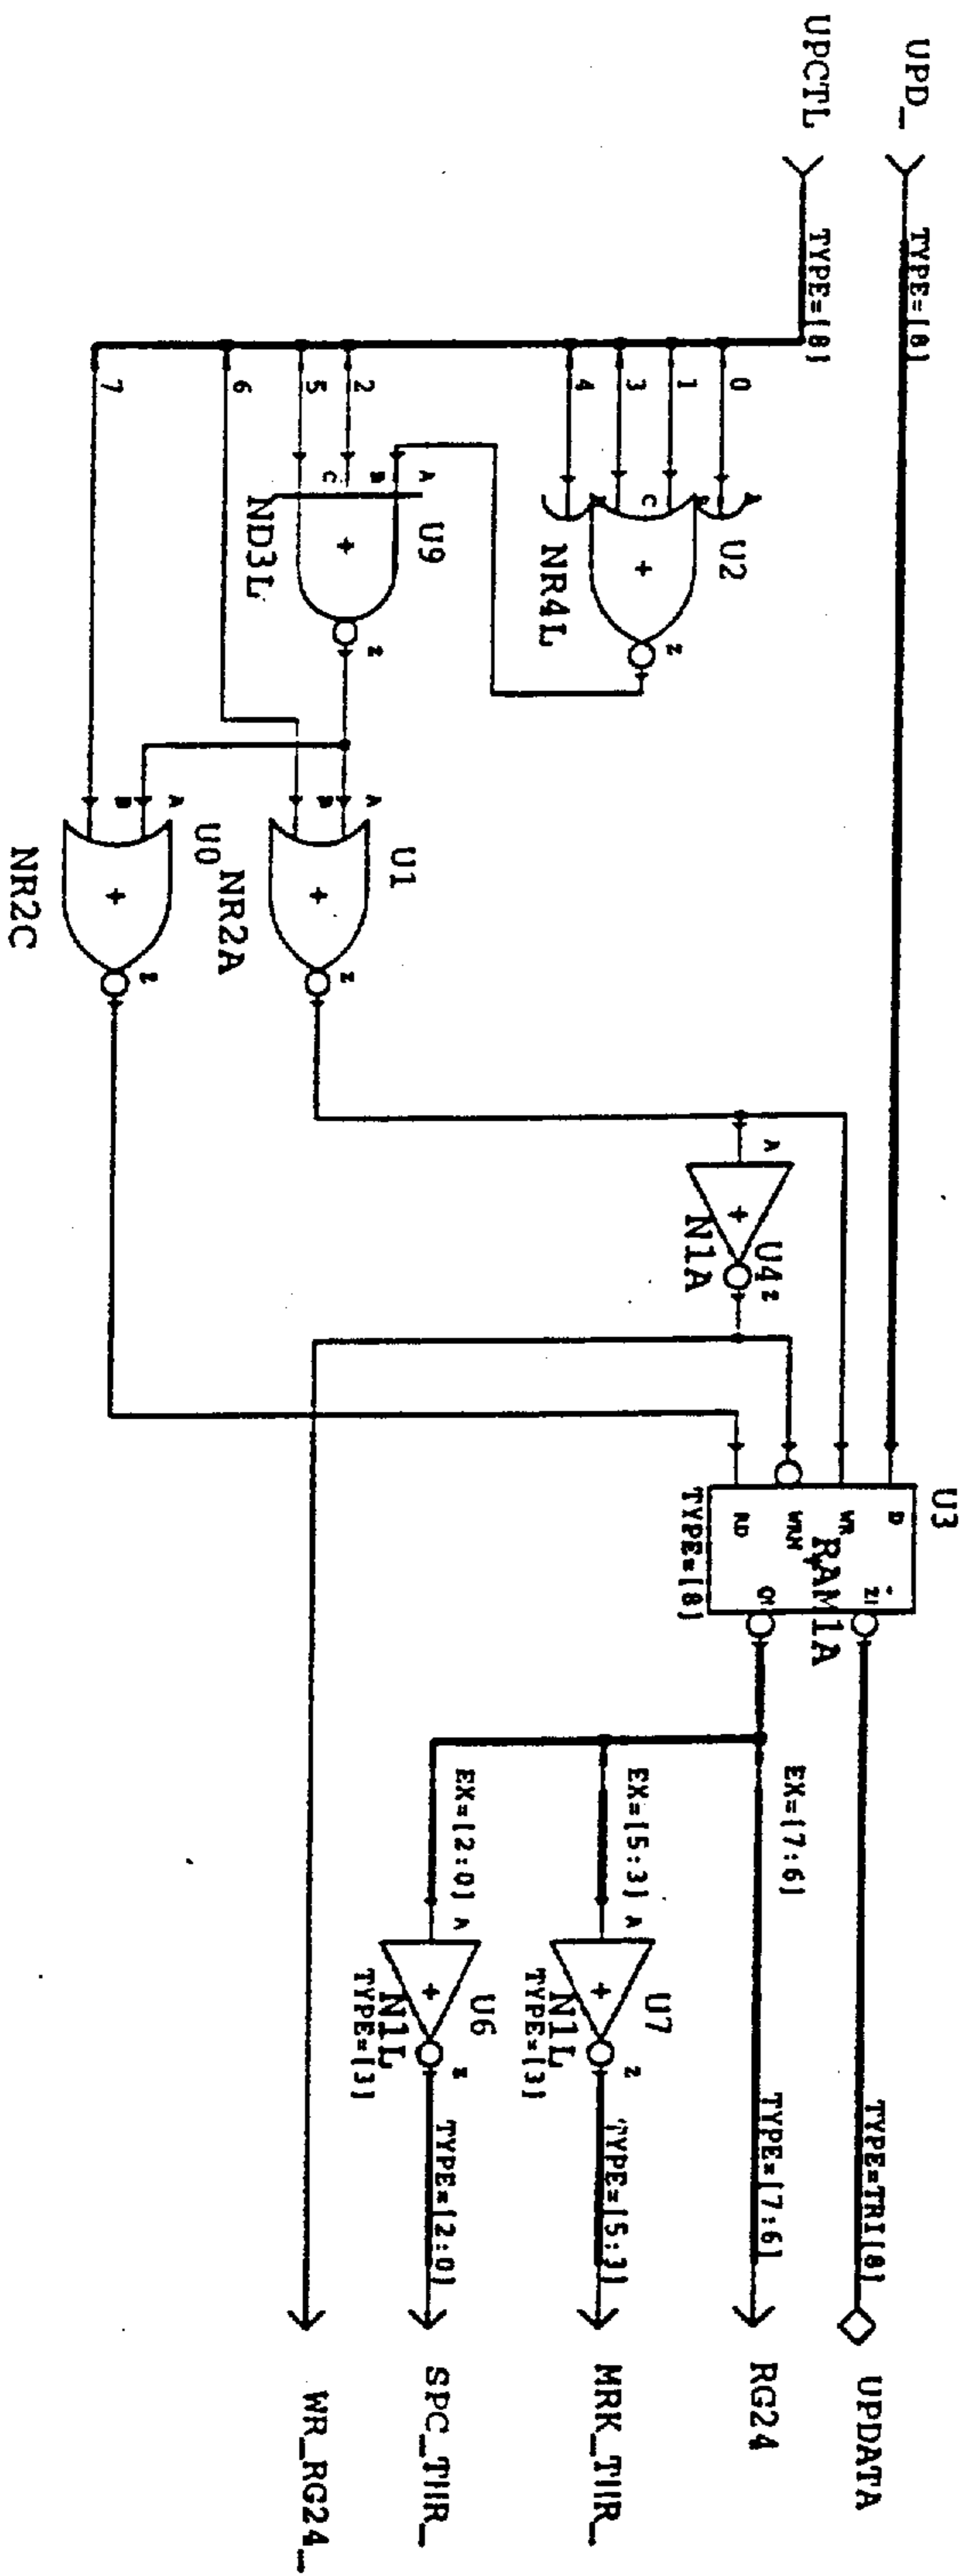 UPD_
TYPE=[8]
UPCTL
TYPE=[8]
0
1
3
4
2
5
6
7
A
C
U2
NR4L
Z
A
B
C
U9
ND3L
Z
A
B
U1
NR2A
Z
A
B
U0
NR2C
Z
A
U4
N1A
Z
U3
D
WR
WRN
RD
RAM1A
TYPE=[8]
EX=[7:6]
EX=[5:3]
A
EX=[2:0]
A
U7
N1L
TYPE=[3]
Z
U6
N1L
TYPE=[3]
Z
TYPE=TRI[8]
UPDATA
TYPE=[7:6]
RG24
TYPE=[5:3]
TYPE=[2:0]
WR_RG24_